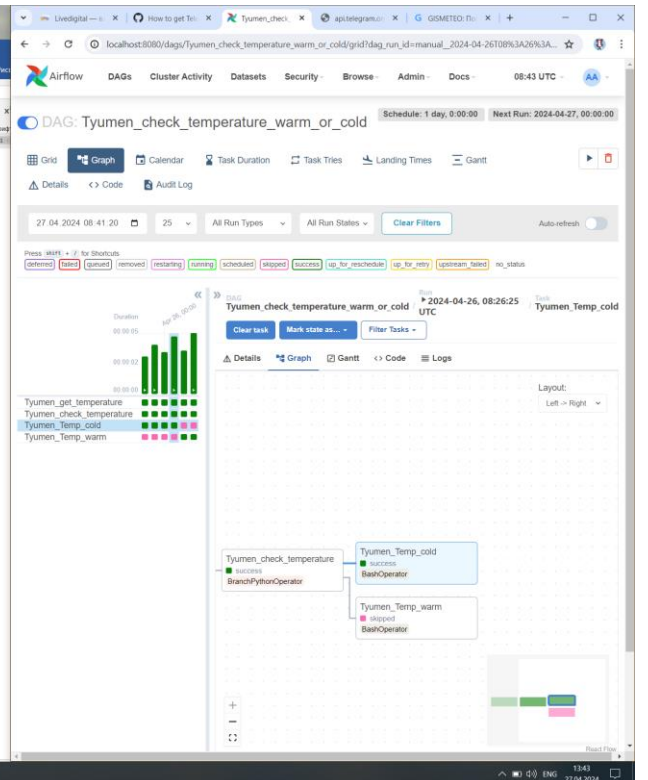 Livedigital —
How to get Te
Tyumen_check_
api.telegram.or
GISMETEO:
localhost:8080/dags/Tyumen_check_temperature_warm_or_cold/grid?dag_run_id=manual__2024-04-26T08%3A26%3A...
Airflow DAGs Cluster Activity Datasets Security Browse Admin Docs 08:43 UTC AA
DAG: Tyumen_check_temperature_warm_or_cold
Schedule: 1 day, 0:00:00 Next Run: 2024-04-27, 00:00:00
Grid Graph Calendar Task Duration Task Tries Landing Times Gantt
Details <> Code Audit Log
27.04.2024 08:41:20 25 All Run Types All Run States Clear Filters Auto-refresh
Press shift + / for Shortcuts
deferred failed queued removed restarting running scheduled skipped success up_for_reschedule up_for_retry upstream_failed no_status
DAG
Tyumen_check_temperature_warm_or_cold
Run
2024-04-26, 08:26:25
UTC
Task
Tyumen_Temp_cold
Clear task Mark state as... Filter Tasks
Details Graph Gantt <> Code Logs
Duration
Apr 26, 00:00
00:00:05
00:00:02
00:00:00
Tyumen_get_temperature
Tyumen_check_temperature
Tyumen_Temp_cold
Tyumen_Temp_warm
Layout:
Left -> Right
Tyumen_check_temperature
success
BranchPythonOperator
Tyumen_Temp_cold
success
BashOperator
Tyumen_Temp_warm
skipped
BashOperator
React Flow
ENG
13:43
27.04.2024